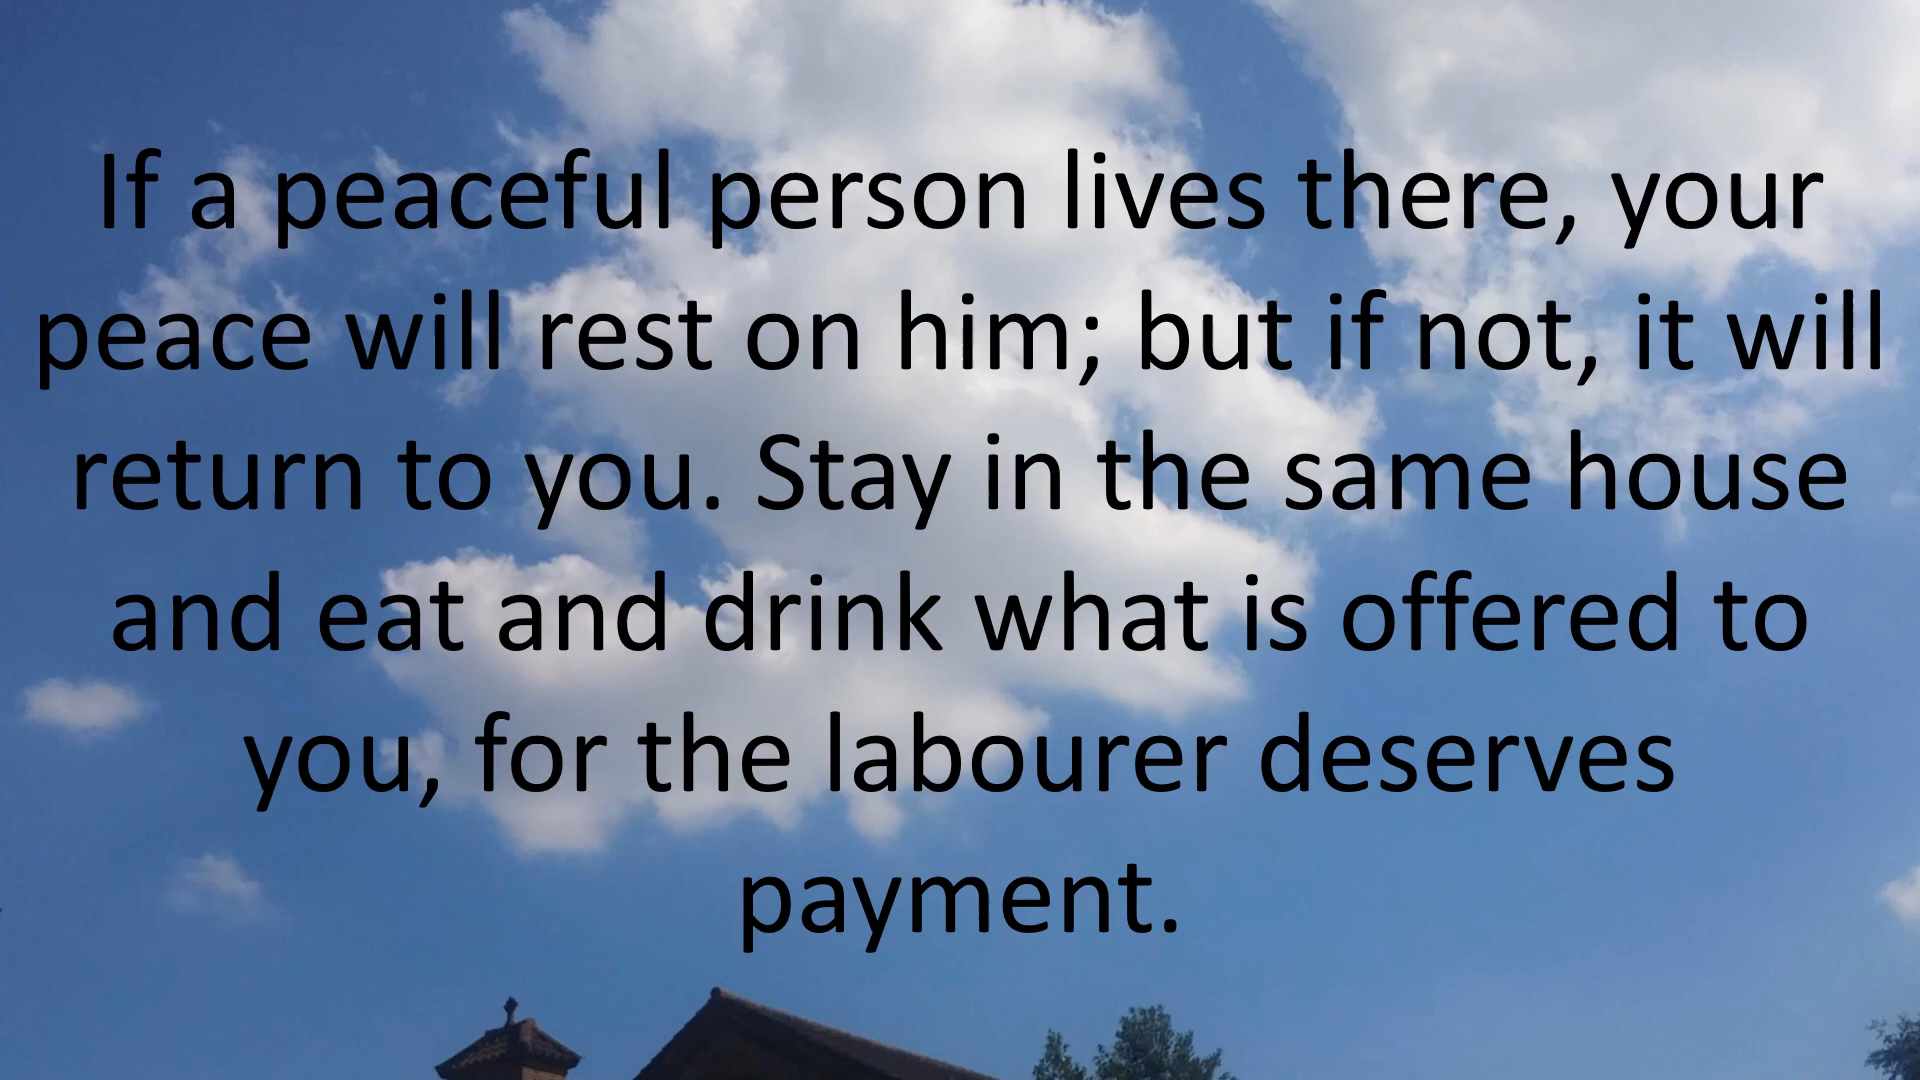 If a peaceful person lives there, your
peace will rest on him; but if not, it will
return to you. Stay in the same house
and eat and drink what is offered to
you, for the labourer deserves
payment.